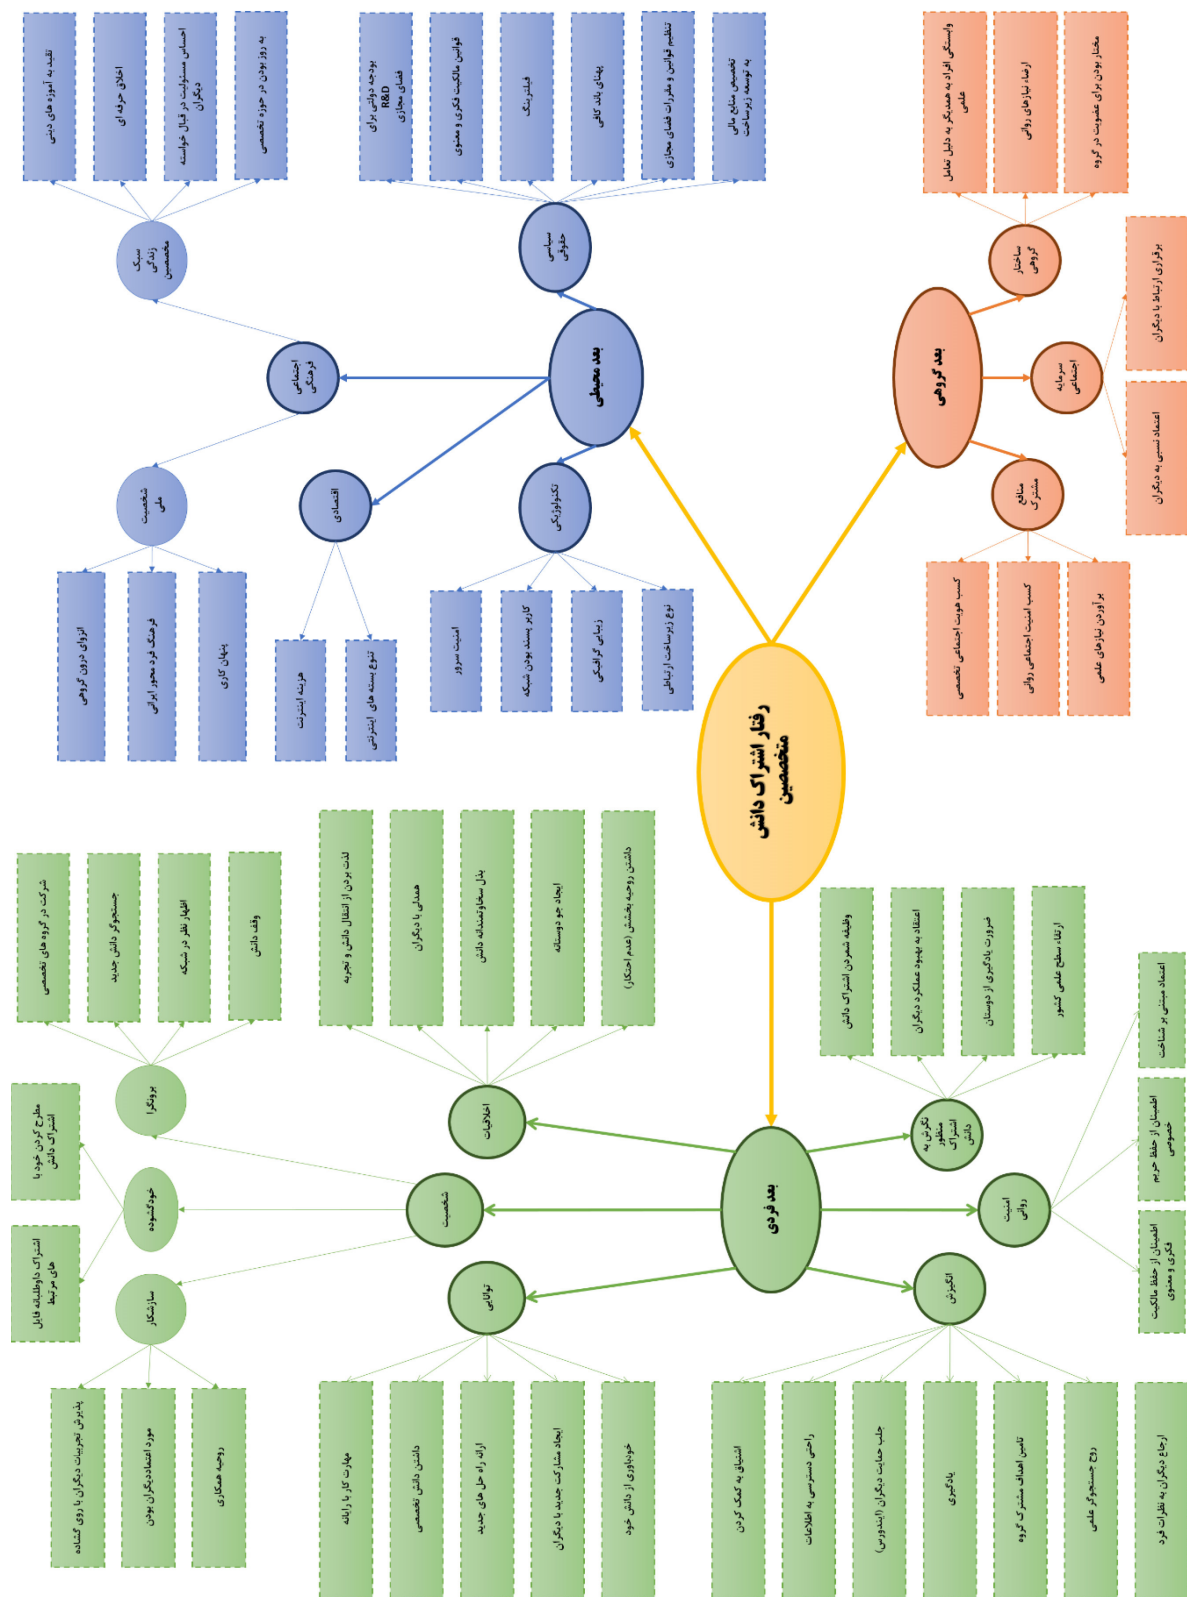 رفتار اشتراک دانش
متخصصین
بعد محیطی
سیاسی
حقوقی
بودجه دولتی برای
R&D
فضای مجازی
قوانین مالکیت فکری و معنوی
فیلترینگ
پهنای باند کافی
تنظیم قوانین و مقررات فضای مجازی
تخصیص منابع مالی
به توسعه زیرساخت
فرهنگی
اجتماعی
سبک
زندگی
متخصصین
تقید به آموزه های دینی
اخلاق حرفه ای
احساس مسئولیت در قبال خواسته
دیگران
به روز بودن در حوزه تخصصی
شخصیت
ملی
انزوای درون گروهی
فرهنگ فرد محور ایرانی
پنهان کاری
اقتصادی
هزینه اینترنت
تنوع بسته های اینترنتی
تکنولوژیکی
امنیت سرور
کاربر پسند بودن شبکه
زیبایی گرافیکی
نوع زیرساخت ارتباطی
بعد گروهی
ساختار
گروهی
وابستگی افراد به همدیگر به دلیل تعامل
علمی
ارضاء نیازهای روانی
مختار بودن برای عضویت در گروه
سرمایه
اجتماعی
برقراری ارتباط با دیگران
اعتماد نسبی به دیگران
منافع
مشترک
کسب هویت اجتماعی تخصصی
کسب امنیت اجتماعی روانی
برآوردن نیازهای علمی
بعد فردی
اخلاقیات
لذت بردن از انتقال دانش و تجربه
همدلی با دیگران
بذل سخاوتمندانه دانش
ایجاد جو دوستانه
داشتن روحیه بخشش (عدم احتکار)
شخصیت
برونگرا
شرکت در گروه های تخصصی
جستجوگر دانش جدید
اظهار نظر در شبکه
وقف دانش
خودگشوده
مطرح کردن خود با
اشتراک دانش
اشتراک داوطلبانه فایل
های مرتبط
سازشکار
پذیرش تجربیات دیگران با روی گشاده
مورد اعتماددیگران بودن
روحیه همکاری
توانایی
مهارت کار با رایانه
داشتن دانش تخصصی
ارائه راه حل های جدید
ایجاد مشارکت جدید با دیگران
خودباوری از دانش خود
نگرش به
منظور
اشتراک
دانش
وظیفه شمردن اشتراک دانش
اعتقاد به بهبود عملکرد دیگران
ضرورت یادگیری از دوستان
ارتقاء سطح علمی کشور
امنیت
روانی
اعتماد مبتنی بر شناخت
اطمینان از حفظ حریم
خصوصی
اطمینان از حفظ مالکیت
فکری و معنوی
انگیزش
اشتیاق به کمک کردن
راحتی دسترسی به اطلاعات
جلب حمایت دیگران (ایندورس)
یادگیری
تامین اهداف مشترک گروه
روح جستجوگر علمی
ارجاع دیگران به نظرات فرد